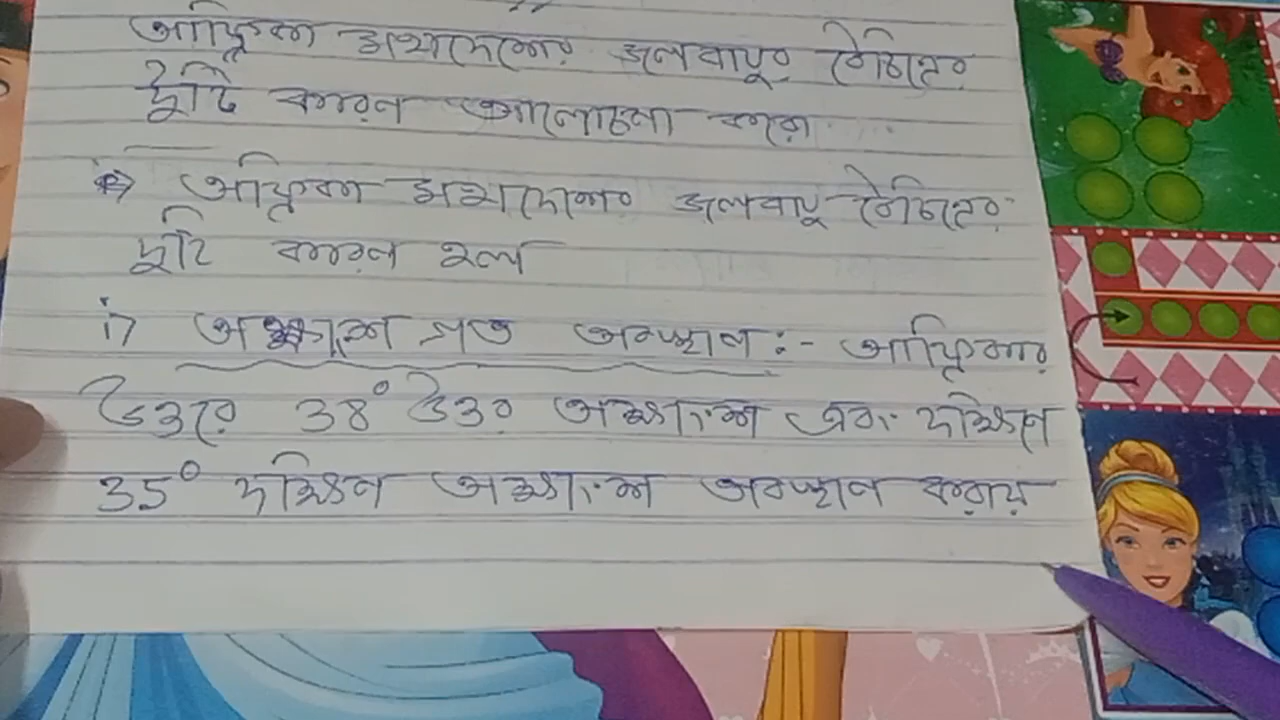 আফ্রিকা মহাদেশের জলবায়ুর বৈচিত্রের
দুটি কারণ আলোচনা করো
⇒ আফ্রিকা মহাদেশের জলবায়ু বৈচিত্রের
দুটি কারণ হল
i> অক্ষাংশ গত অবস্থান :- আফ্রিকার
উত্তরে 38° উত্তর অক্ষাংশ এবং দক্ষিণে
35° দক্ষিণ অক্ষাংশ অবস্থান করায়